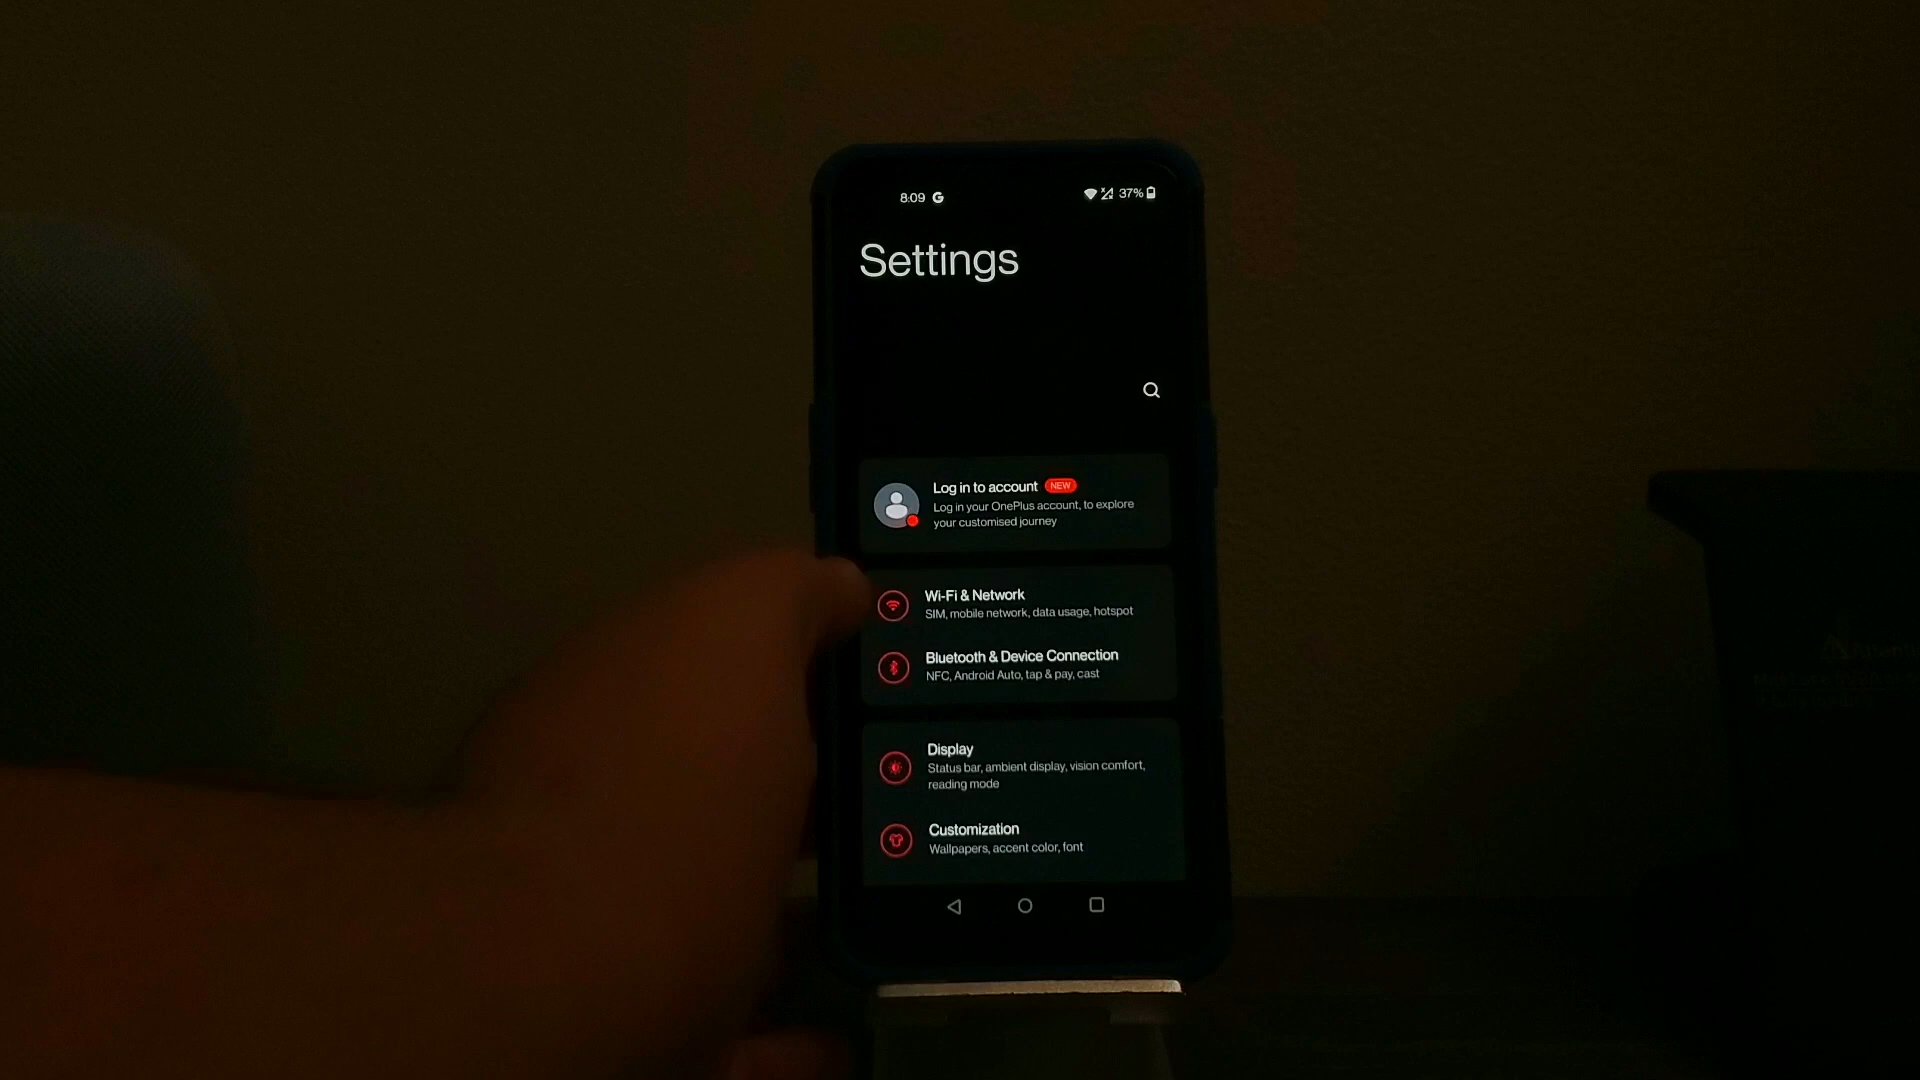 8:09 G 37%
Settings
Log in to account NEW
Log in your OnePlus account, to explore
your customised journey
Wi-Fi & Network
SIM, mobile network, data usage, hotspot
Bluetooth & Device Connection
NFC, Android Auto, tap & pay, cast
Display
Status bar, ambient display, vision comfort,
reading mode
Customization
Wallpapers, accent color, font